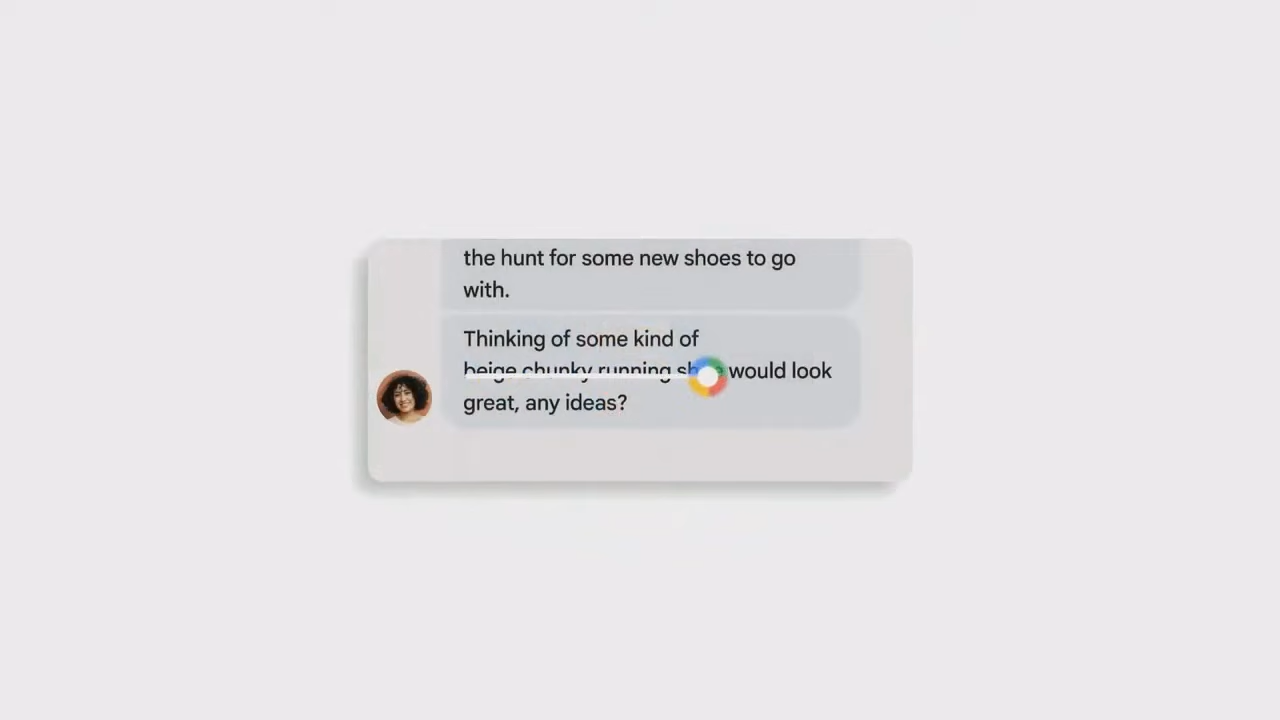 the hunt for some new shoes to go
with.
Thinking of some kind of
beige chunky running shoe would look
great, any ideas?